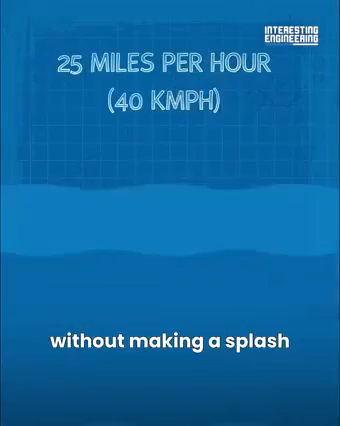 INTERESTING
ENGINEERING
25 MILES PER HOUR
(40 KMPH)
without making a splash